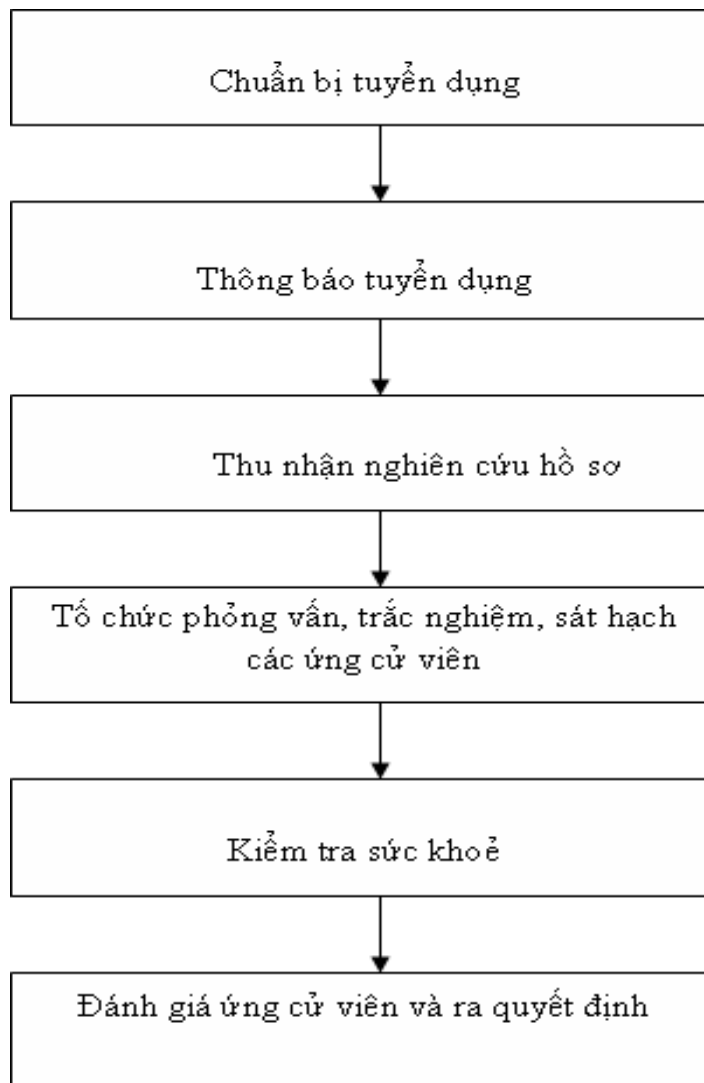 Chuẩn bị tuyển dụng
Thông báo tuyển dụng
Thu nhận nghiên cứu hồ sơ
Tổ chức phỏng vấn, trắc nghiệm, sát hạch
các ứng cử viên
Kiểm tra sức khoẻ
Đánh giá ứng cử viên và ra quyết định